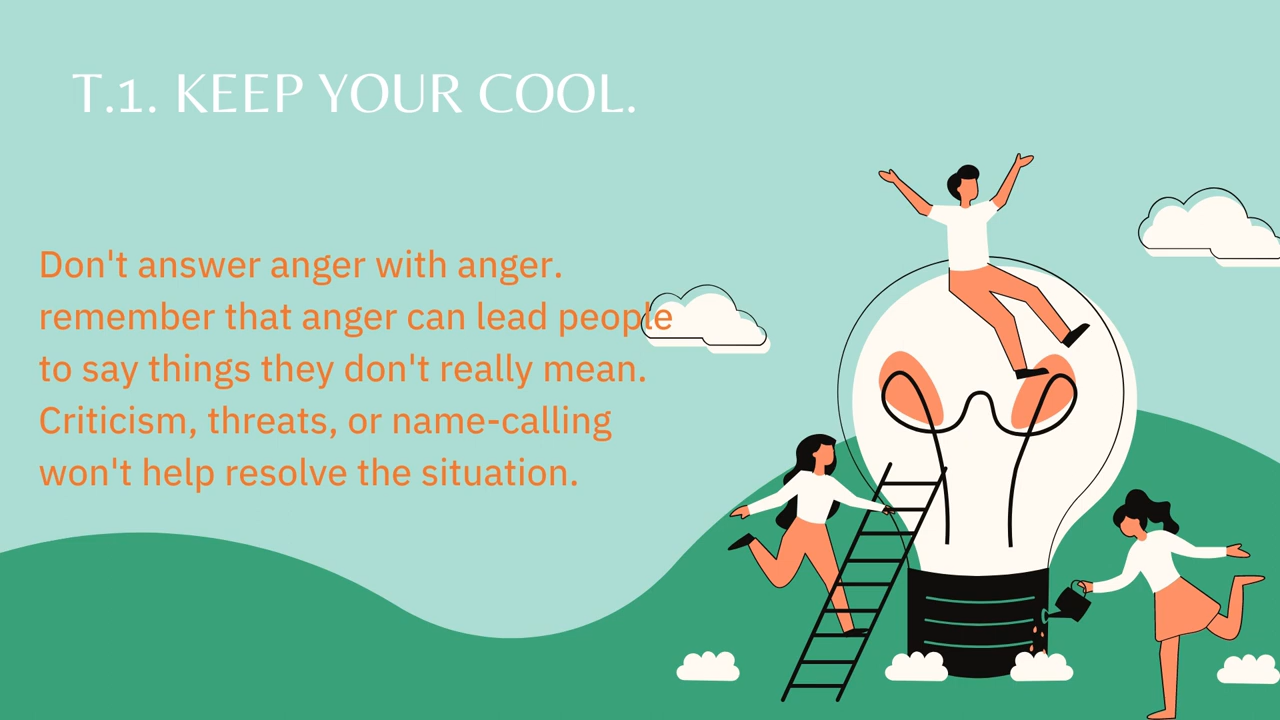 T.1. KEEP YOUR COOL.
Don't answer anger with anger.
remember that anger can lead people
to say things they don't really mean.
Criticism, threats, or name-calling
won't help resolve the situation.